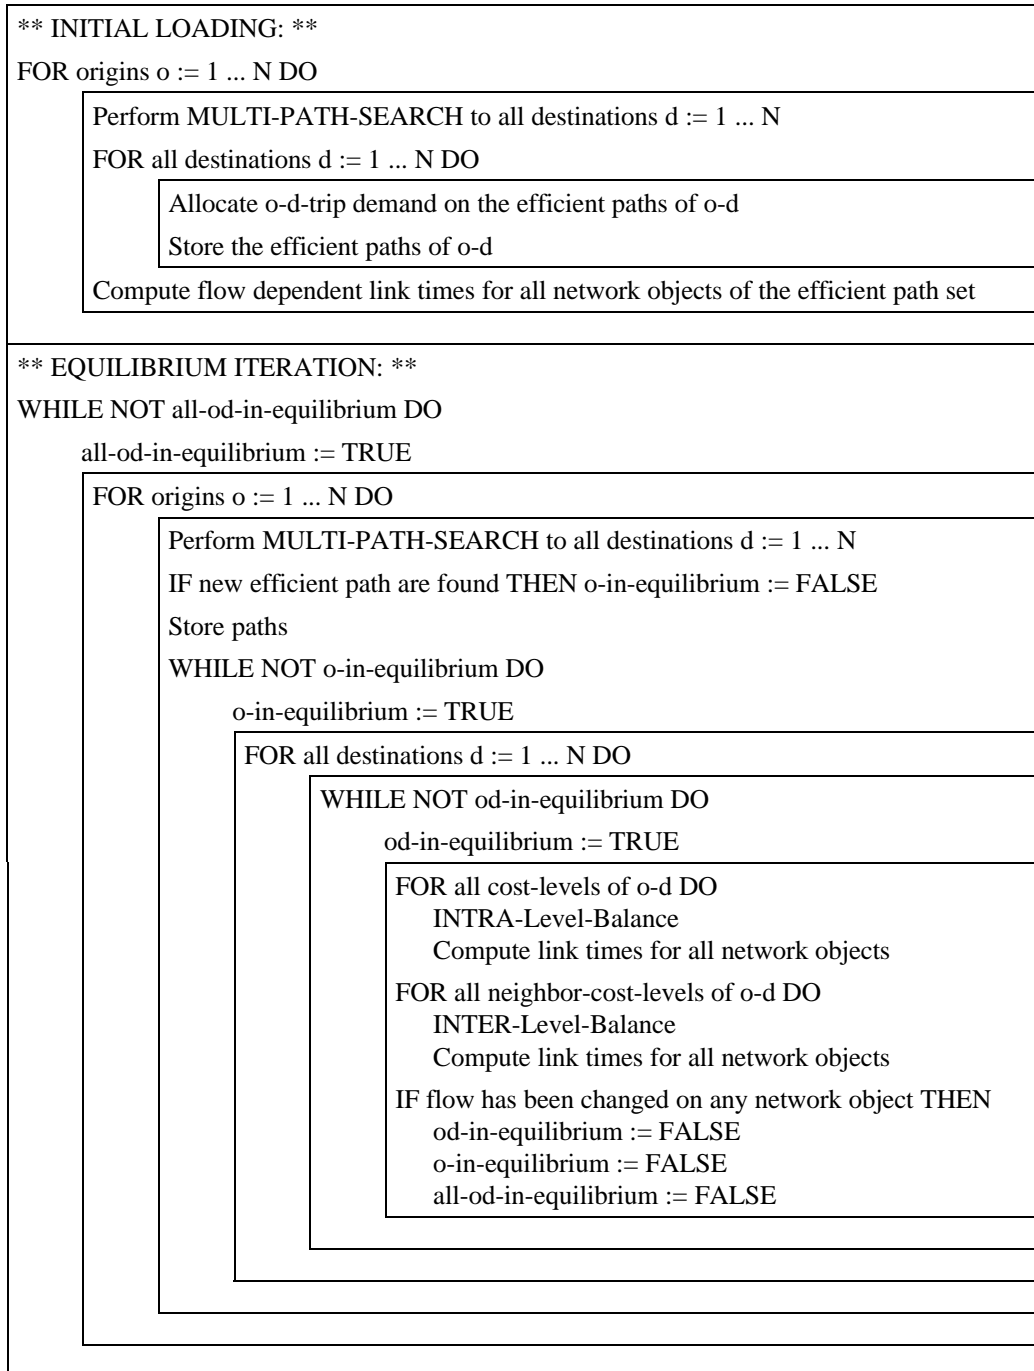 ** INITIAL LOADING: **
FOR origins o := 1 ... N DO
Perform MULTI-PATH-SEARCH to all destinations d := 1 ... N
FOR all destinations d := 1 ... N DO
Allocate o-d-trip demand on the efficient paths of o-d
Store the efficient paths of o-d
Compute flow dependent link times for all network objects of the efficient path set
** EQUILIBRIUM ITERATION: **
WHILE NOT all-od-in-equilibrium DO
all-od-in-equilibrium := TRUE
FOR origins o := 1 ... N DO
Perform MULTI-PATH-SEARCH to all destinations d := 1 ... N
IF new efficient path are found THEN o-in-equilibrium := FALSE
Store paths
WHILE NOT o-in-equilibrium DO
o-in-equilibrium := TRUE
FOR all destinations d := 1 ... N DO
WHILE NOT od-in-equilibrium DO
od-in-equilibrium := TRUE
FOR all cost-levels of o-d DO
INTRA-Level-Balance
Compute link times for all network objects
FOR all neighbor-cost-levels of o-d DO
INTER-Level-Balance
Compute link times for all network objects
IF flow has been changed on any network object THEN
od-in-equilibrium := FALSE
o-in-equilibrium := FALSE
all-od-in-equilibrium := FALSE